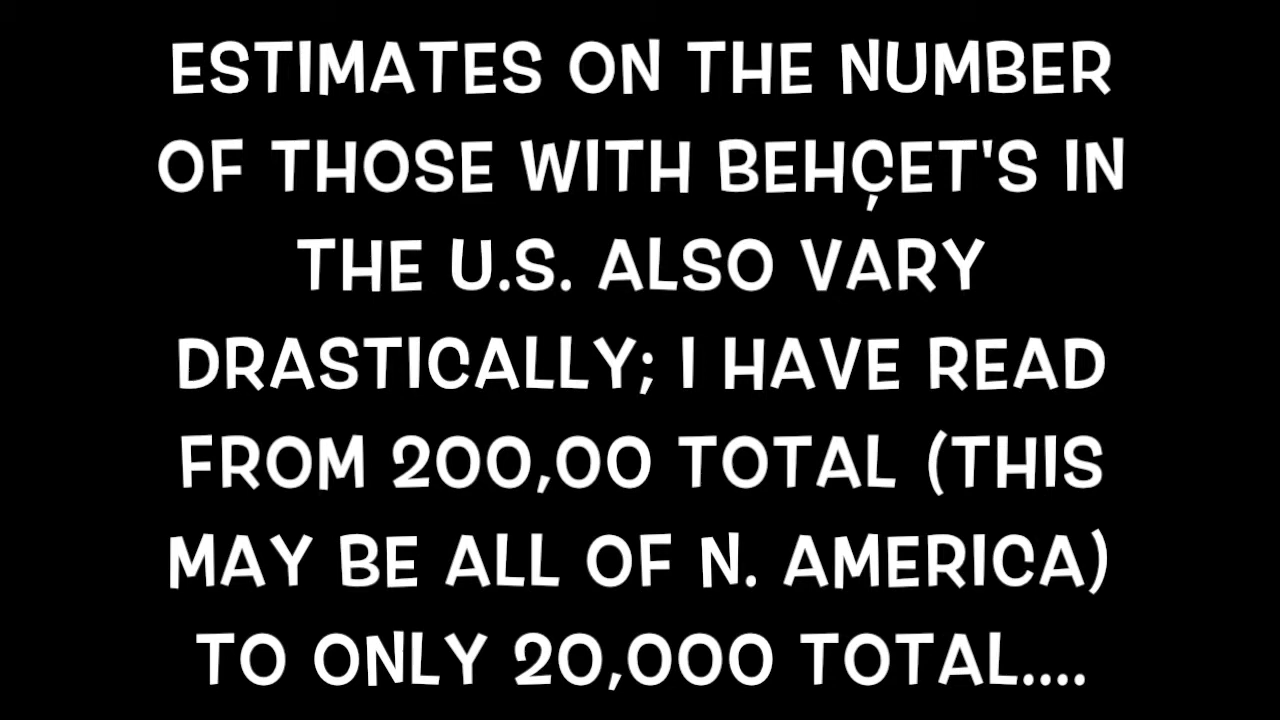 ESTIMATES ON THE NUMBER
OF THOSE WITH BEHÇET'S IN
THE U.S. ALSO VARY
DRASTICALLY; I HAVE READ
FROM 200,00 TOTAL (THIS
MAY BE ALL OF N. AMERICA)
TO ONLY 20,000 TOTAL....